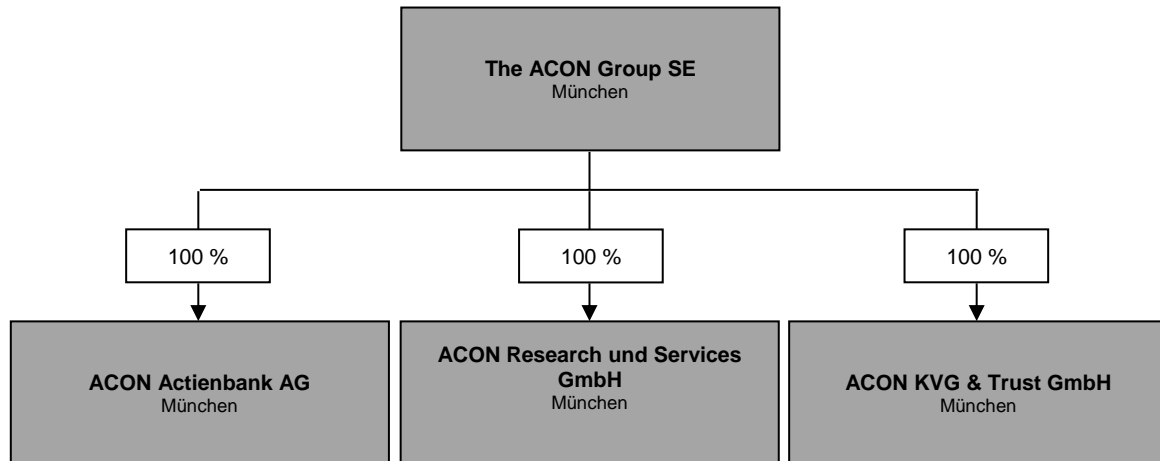 The ACON Group SE
München
100 %
100 %
100 %
ACON Actienbank AG
München
ACON Research und Services
GmbH
München
ACON KVG & Trust GmbH
München